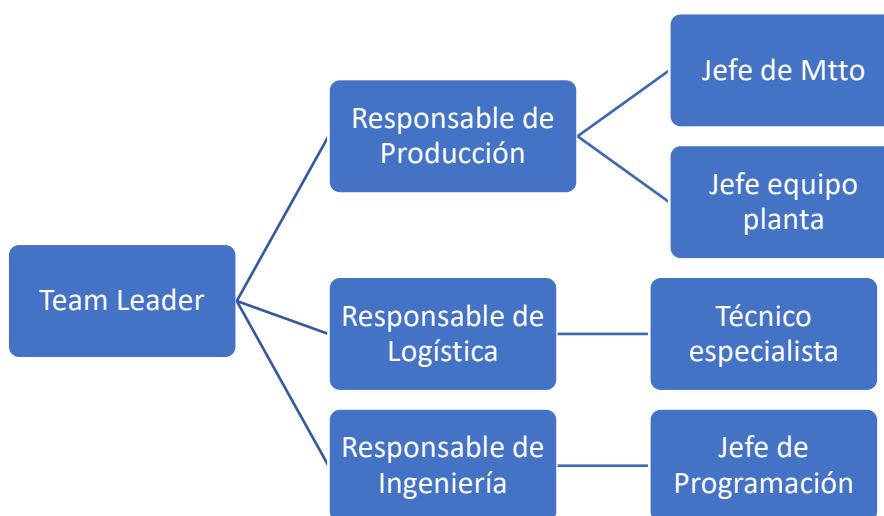 Team Leader
Responsable de
Producción
Jefe de Mtto
Jefe equipo
planta
Responsable de
Logística
Técnico
especialista
Responsable de
Ingeniería
Jefe de
Programación